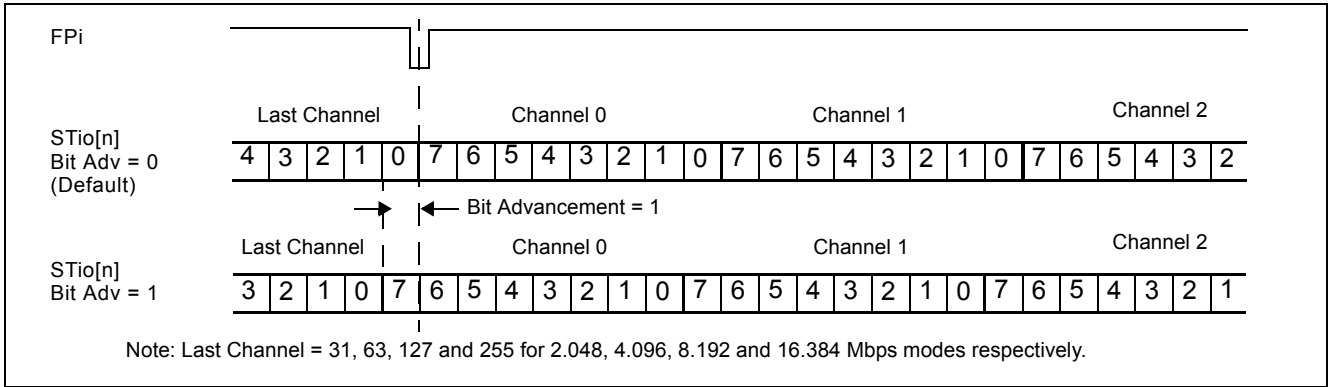 FPi
Last Channel Channel 0 Channel 1 Channel 2
STio[n]
Bit Adv = 0
(Default)
4 3 2 1 0 7 6 5 4 3 2 1 0 7 6 5 4 3 2 1 0 7 6 5 4 3 2
Bit Advancement = 1
Last Channel Channel 0 Channel 1 Channel 2
STio[n]
Bit Adv = 1
3 2 1 0 7 6 5 4 3 2 1 0 7 6 5 4 3 2 1 0 7 6 5 4 3 2 1
Note: Last Channel = 31, 63, 127 and 255 for 2.048, 4.096, 8.192 and 16.384 Mbps modes respectively.